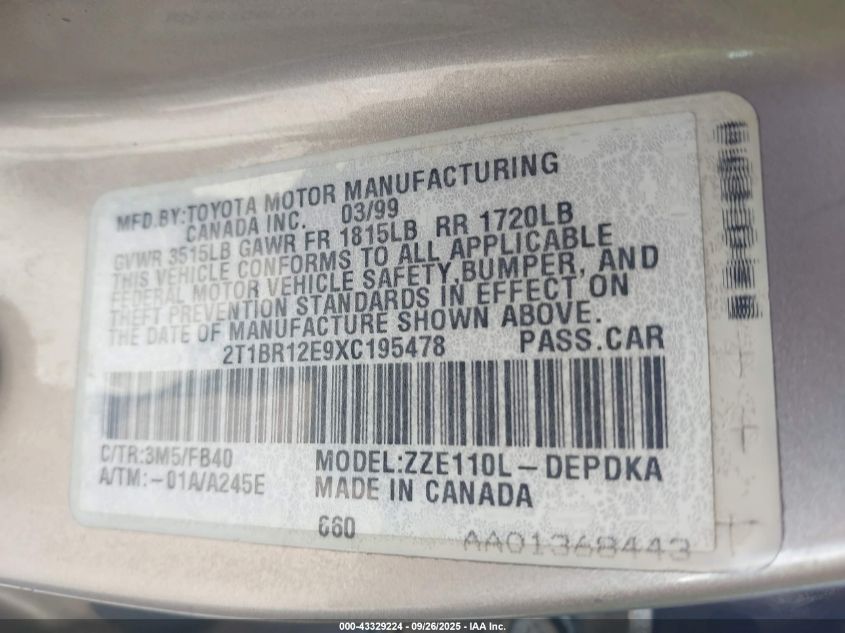 MFD.BY:TOYOTA MOTOR MANUFACTURING
CANADA INC. 03/99
GVWR 3515LB GAWR FR 1815LB RR 1720LB
THIS VEHICLE CONFORMS TO ALL APPLICABLE
FEDERAL MOTOR VEHICLE SAFETY,BUMPER, AND
THEFT PREVENTION STANDARDS IN EFFECT ON
THE DATE OF MANUFACTURE SHOWN ABOVE.
2T1BR12E9XC195478 PASS.CAR
C/TR:3M5/FB40 MODEL:ZZE110L-DEPDKA
A/TM:-01A/A245E MADE IN CANADA
660
AA01368443
000-43329224 - 09/26/2025 - IAA Inc.